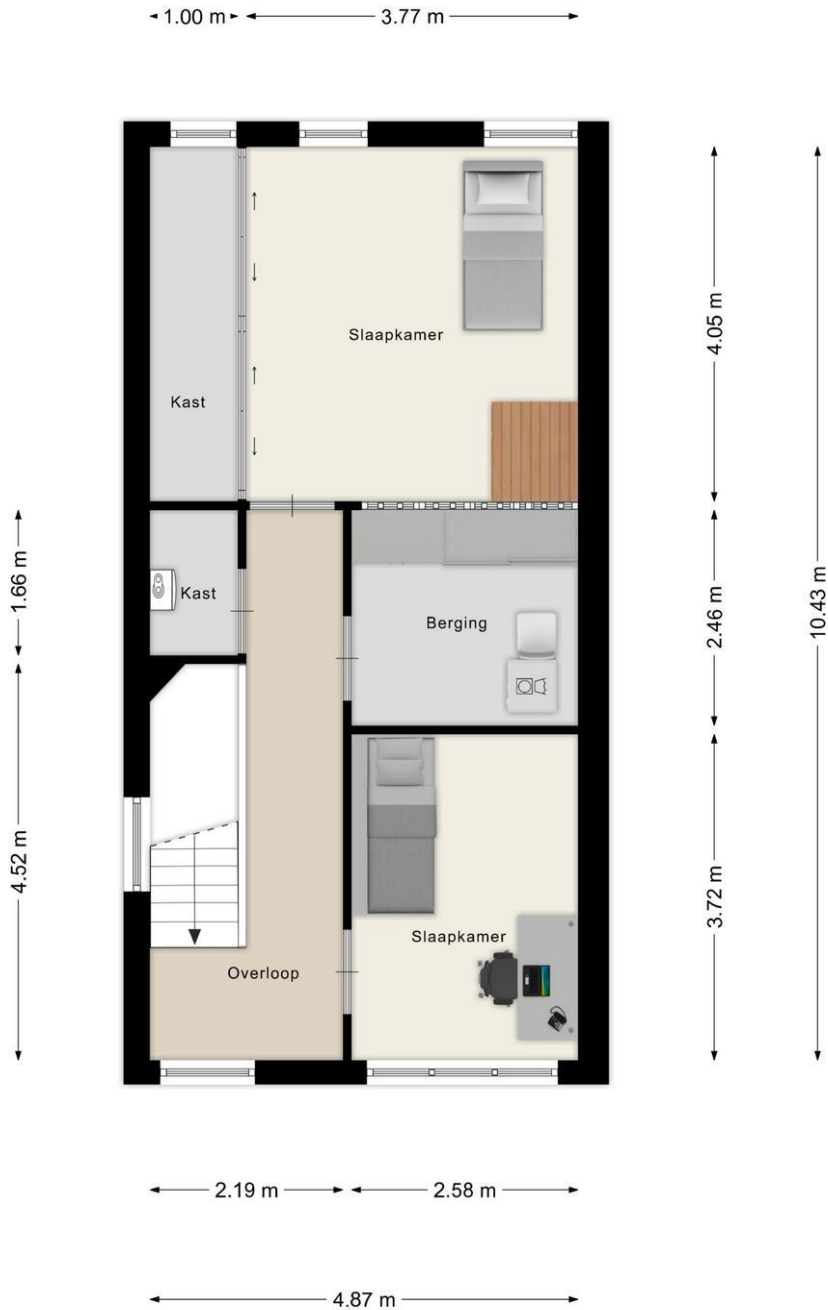 1.00 m
3.77 m
Slaapkamer
4.05 m
Kast
1.66 m
Kast
Berging
2.46 m
10.43 m
4.52 m
3.72 m
Slaapkamer
Overloop
2.19 m
2.58 m
4.87 m